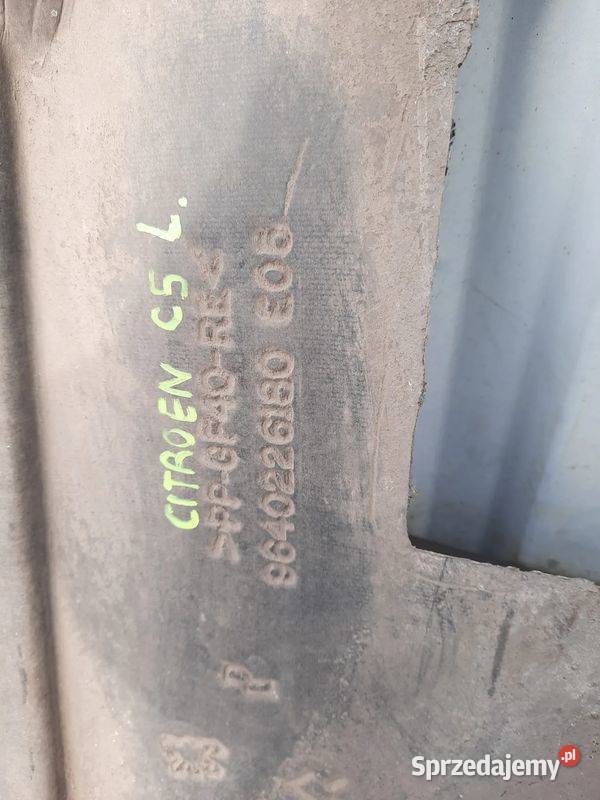 CITROEN C5 L.
>PP-GF40-RE<
9640226180 E06
P
Sprzedajemy.pl